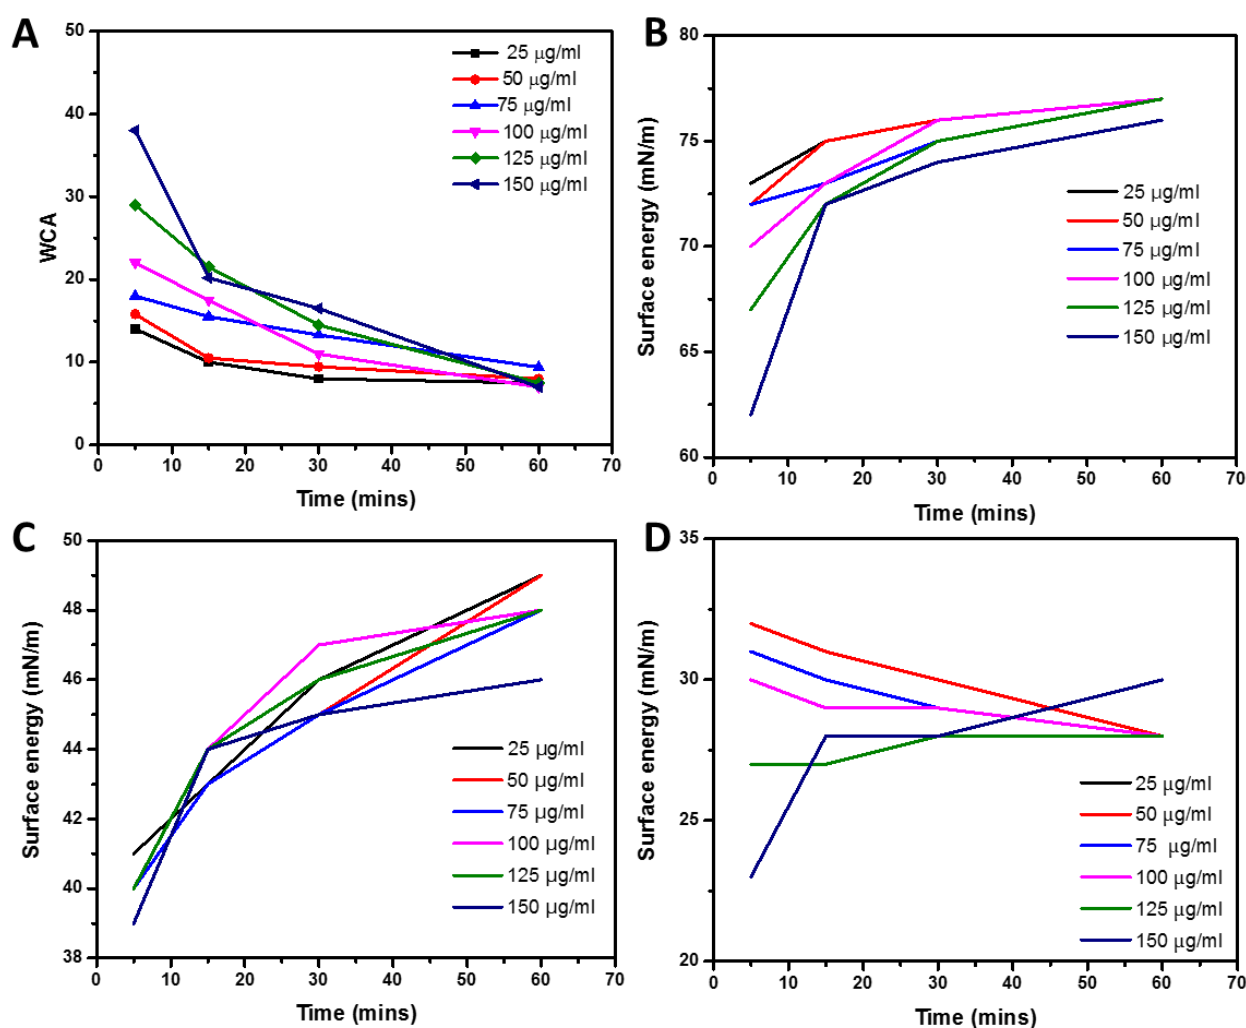 A
50
40
30
20
10
0
WCA
0 10 20 30 40 50 60 70
Time (mins)
25 µg/ml
50 µg/ml
75 µg/ml
100 µg/ml
125 µg/ml
150 µg/ml
B
80
75
70
65
60
Surface energy (mN/m)
0 10 20 30 40 50 60 70
Time (mins)
25 µg/ml
50 µg/ml
75 µg/ml
100 µg/ml
125 µg/ml
150 µg/ml
C
50
48
46
44
42
40
38
Surface energy (mN/m)
0 10 20 30 40 50 60 70
Time (mins)
25 µg/ml
50 µg/ml
75 µg/ml
100 µg/ml
125 µg/ml
150 µg/ml
D
35
30
25
20
Surface energy (mN/m)
0 10 20 30 40 50 60 70
Time (mins)
25 µg/ml
50 µg/ml
75 µg/ml
100 µg/ml
125 µg/ml
150 µg/ml